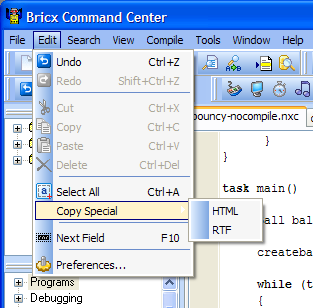 Bricx Command Center
File Edit Search View Compile Tools Window Help
Undo Ctrl+Z
Redo Shift+Ctrl+Z
Cut Ctrl+X
Copy Ctrl+C
Paste Ctrl+V
Delete Ctrl+Del
Select All Ctrl+A
Copy Special
HTML
RTF
Next Field F10
Preferences...
Programs
Debugging
bouncy-nocompile.nxc
}
}
task main()
{
ball
createba
while (t
{